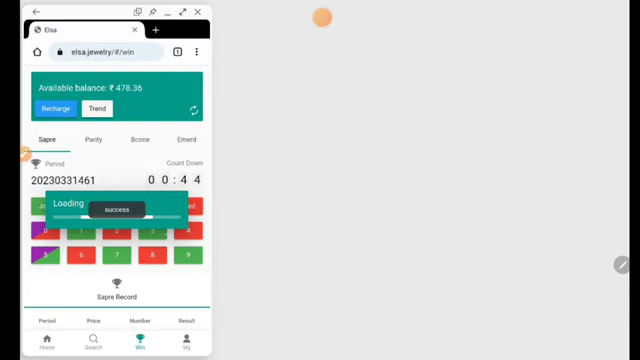 Elsa
elsa.jewelry/#/win
1
Available balance: ₹ 478.36
Recharge
Trend
Sapre
Parity
Bcone
Emerd
Period
Count Down
20230331461
0 0 : 4 4
Loading
success
0 1 2 3 4
5 6 7 8 9
Sapre Record
Period Price Number Result
Home Search Win My